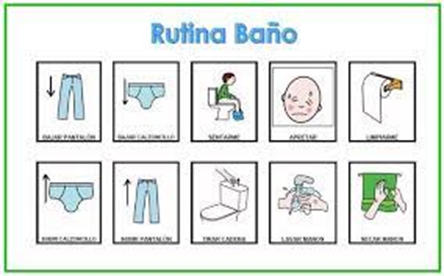 Rutina Baño
BAJAR PANTALÓN
BAJAR CALZONCILLO
SENTARME
APRETAR
LIMPIARME
SUBIR CALZONCILLO
SUBIR PANTALÓN
TIRAR CADENA
LAVAR MANOS
SECAR MANOS